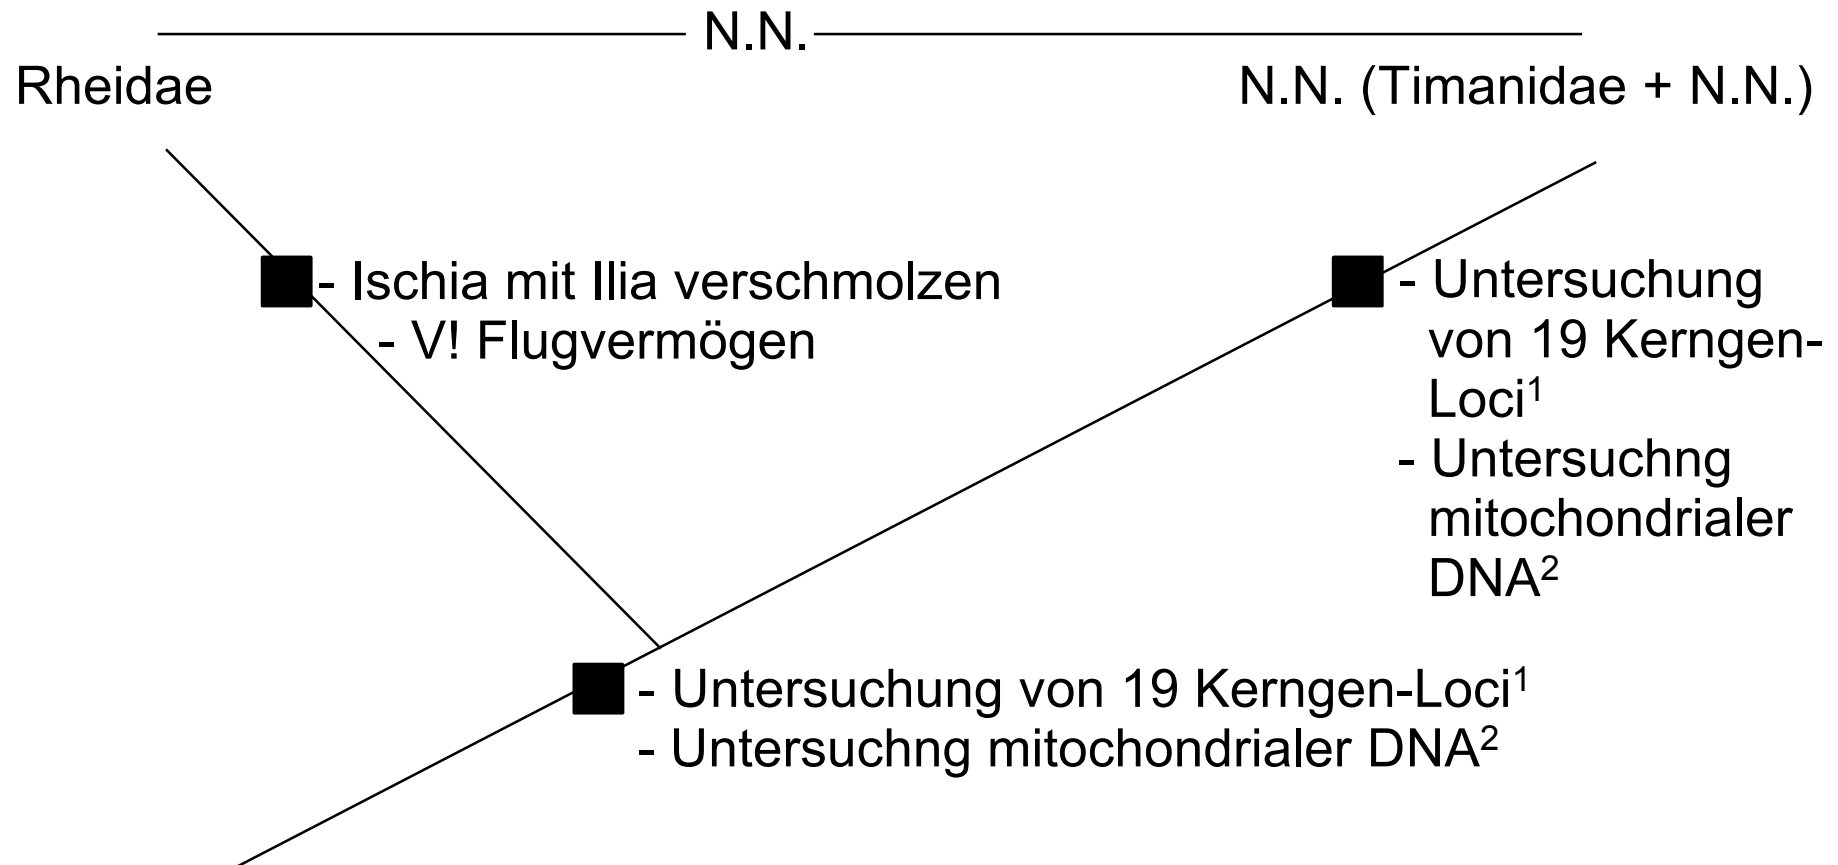 N.N.
Rheidae
N.N. (Timanidae + N.N.)
- Ischia mit Ilia verschmolzen
- V! Flugvermögen
- Untersuchung
von 19 Kerngen-
Loci¹
- Untersuchng
mitochondrialer
DNA²
- Untersuchung von 19 Kerngen-Loci¹
- Untersuchng mitochondrialer DNA²